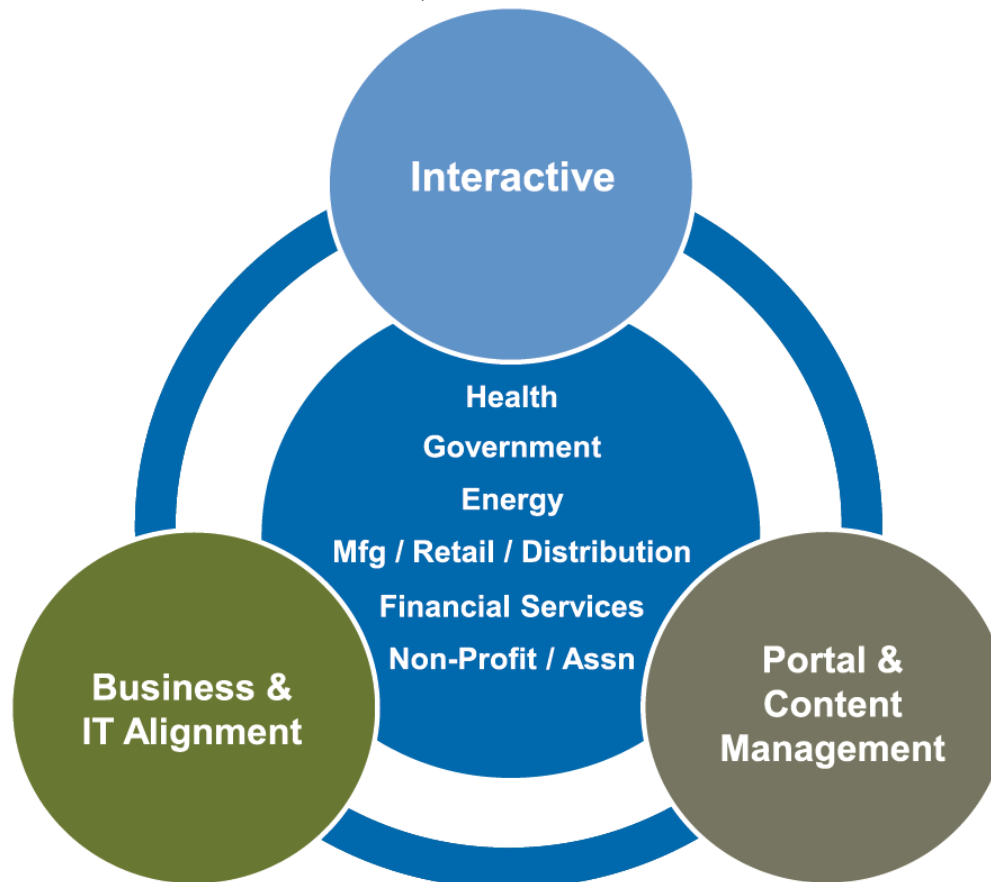 Interactive
Health
Government
Energy
Mfg / Retail / Distribution
Financial Services
Non-Profit / Assn
Business &
IT Alignment
Portal &
Content
Management